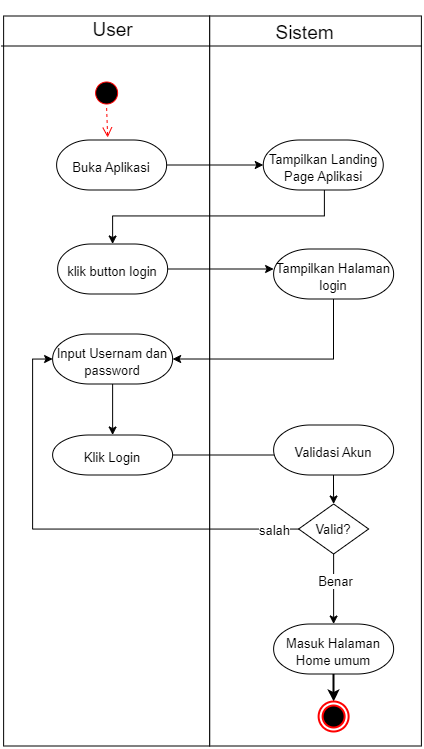 User
Sistem
Buka Aplikasi
Tampilkan Landing
Page Aplikasi
klik button login
Tampilkan Halaman
login
Input Usernam dan
password
Klik Login
Validasi Akun
Valid?
salah
Benar
Masuk Halaman
Home umum